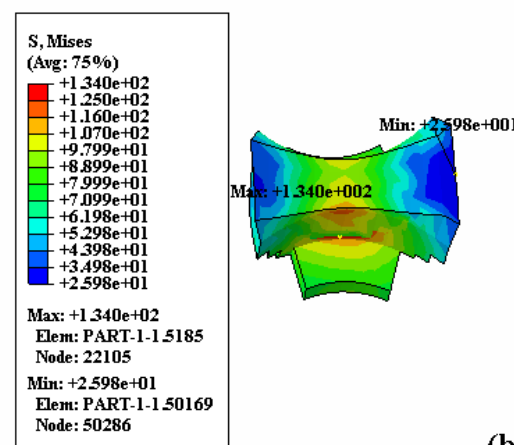 S, Mises
(Avg: 75%)
+1.340e+02
+1.250e+02
+1.160e+02
+1.070e+02
+9.799e+01
+8.899e+01
+7.999e+01
+7.099e+01
+6.198e+01
+5.298e+01
+4.398e+01
+3.498e+01
+2.598e+01
Max: +1.340e+02
Elem: PART-1-1.5185
Node: 22105
Min: +2.598e+01
Elem: PART-1-1.50169
Node: 50286
Min: +2.598e+001
Max: +1.340e+002
(b